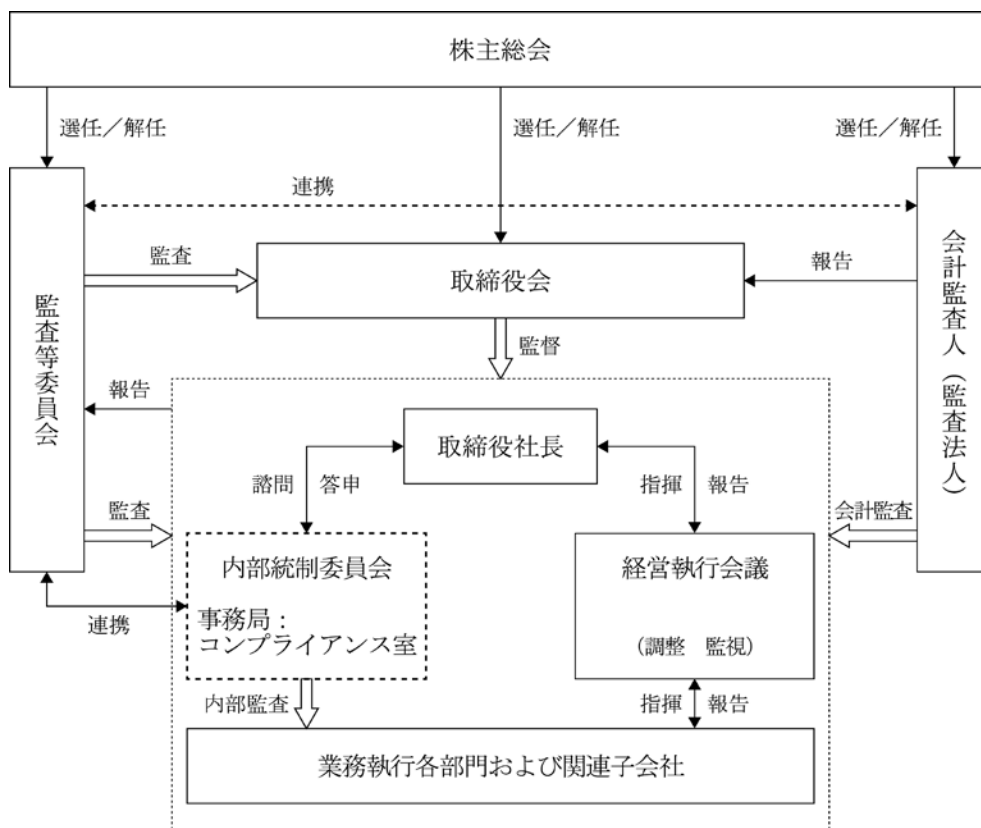 株主総会
選任／解任
選任／解任
選任／解任
連携
監査等委員会
監査
取締役会
報告
会計監査人（監査法人）
監督
報告
取締役社長
諮問 答申
指揮 報告
監査
会計監査
内部統制委員会
事務局：
コンプライアンス室
経営執行会議
（調整 監視）
連携
内部監査
指揮 報告
業務執行各部門および関連子会社